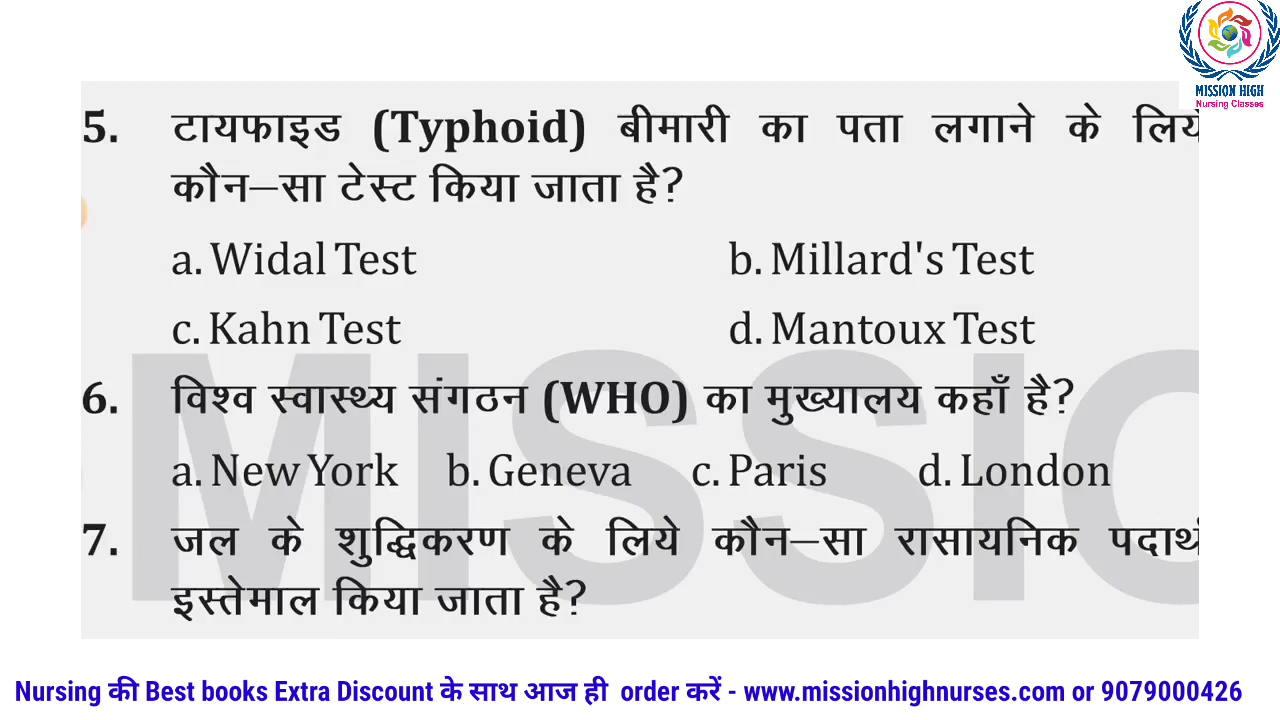 MISSION HIGH
Nursing Classes
5. टायफाइड (Typhoid) बीमारी का पता लगाने के लिये
कौन–सा टेस्ट किया जाता है?
a. Widal Test b. Millard's Test
c. Kahn Test d. Mantoux Test
6. विश्व स्वास्थ्य संगठन (WHO) का मुख्यालय कहाँ है?
a. New York b. Geneva c. Paris d. London
7. जल के शुद्धिकरण के लिये कौन–सा रासायनिक पदार्थ
इस्तेमाल किया जाता है?
MISSIO
Nursing की Best books Extra Discount के साथ आज ही order करें - www.missionhighnurses.com or 9079000426